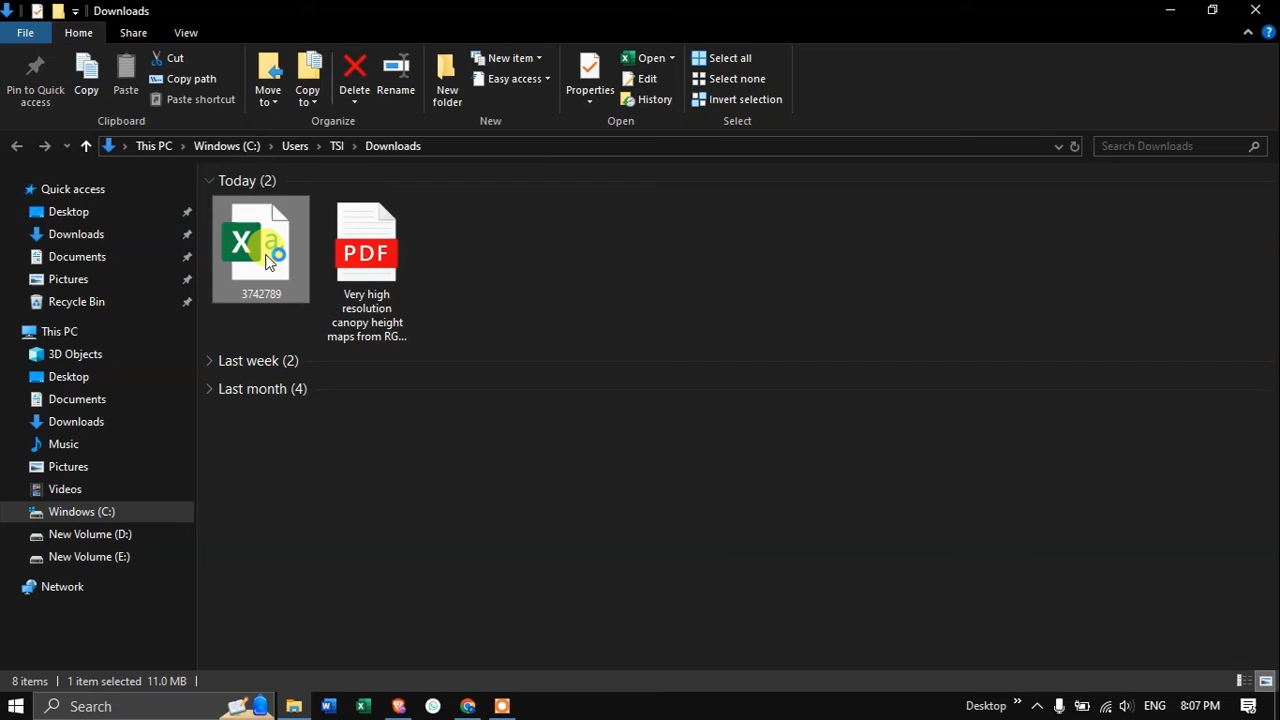 Downloads
File
Home
Share
View
Pin to Quick
access
Copy
Paste
Cut
Copy path
Paste shortcut
Clipboard
Move
to
Copy
to
Delete
Rename
Organize
New
folder
New item
Easy access
New
Properties
Open
Edit
History
Open
Select all
Select none
Invert selection
Select
This PC
Windows (C:)
Users
TSI
Downloads
Search Downloads
Quick access
Desktop
Downloads
Documents
Pictures
Recycle Bin
This PC
3D Objects
Desktop
Documents
Downloads
Music
Pictures
Videos
Windows (C:)
New Volume (D:)
New Volume (E:)
Network
Today (2)
X a
3742789
PDF
Very high
resolution
canopy height
maps from RG...
Last week (2)
Last month (4)
8 items
1 item selected 11.0 MB
Search
Desktop
ENG
8:07 PM